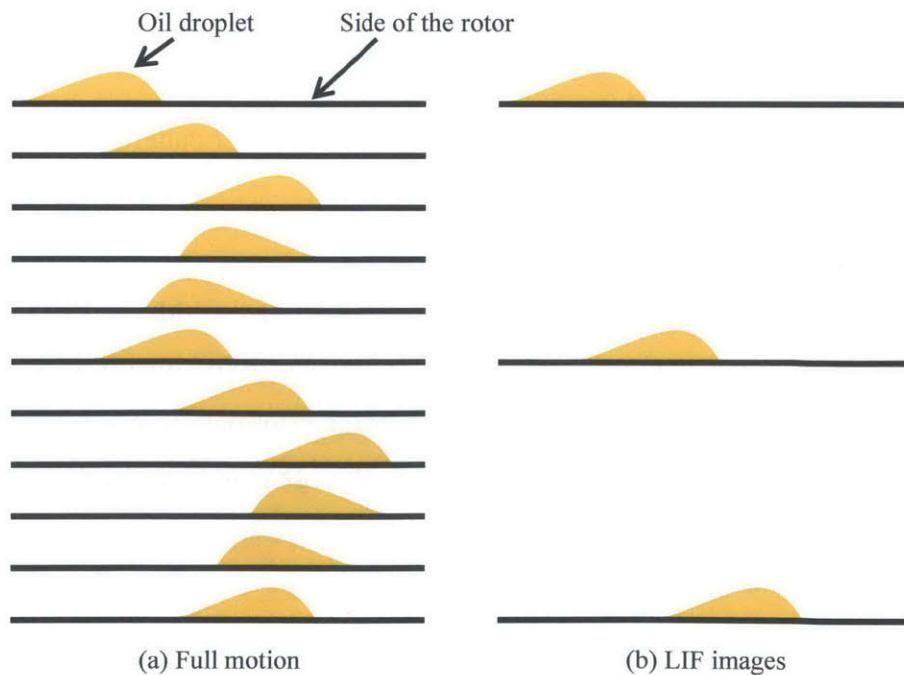 Oil droplet
Side of the rotor
(a) Full motion
(b) LIF images